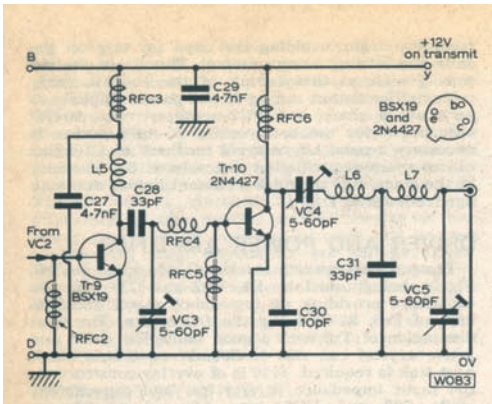 B
+12V
on transmit
y
RFC3
C29
4·7nF
RFC6
BSX19
and
2N4427
b
e
c
L5
Tr10
2N4427
L6
L7
C27
4·7nF
C28
33pF
VC4
5-60pF
RFC4
From
VC2
RFC5
C31
33pF
Tr9
BSX19
VC3
5-60pF
C30
10pF
VC5
5-60pF
RFC2
D
0V
W083